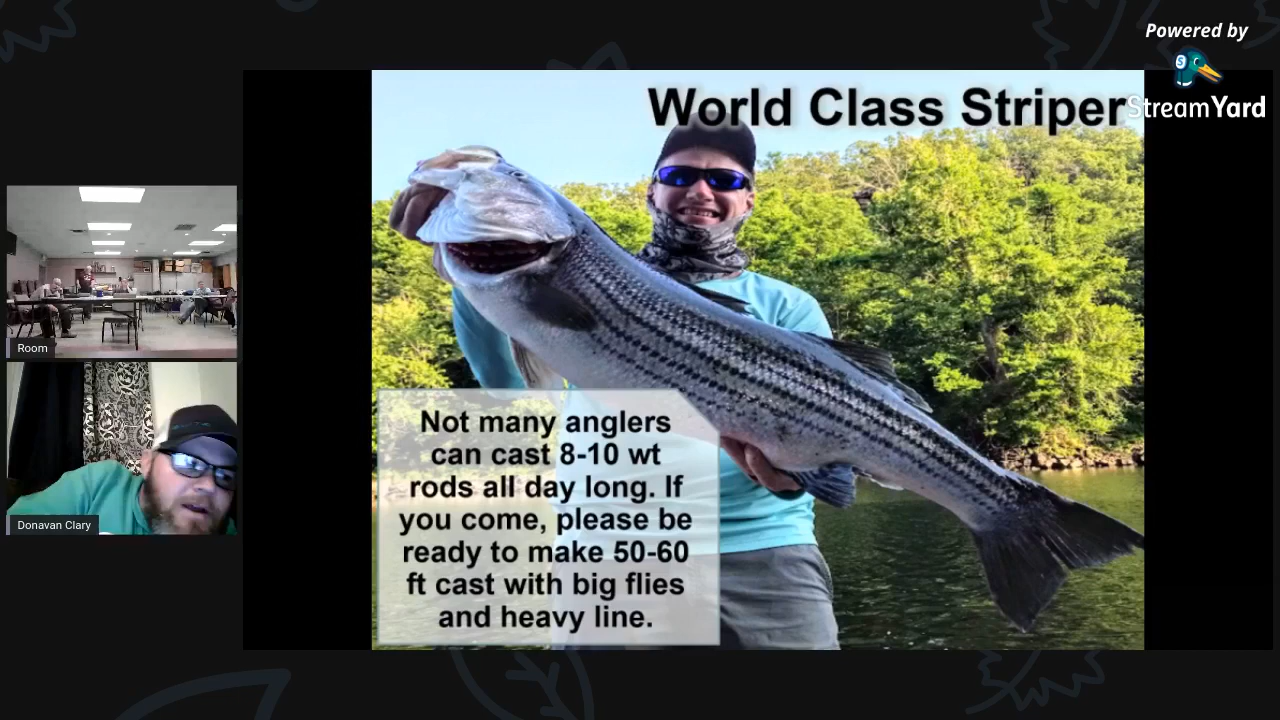 Powered by
StreamYard
World Class Striper
Not many anglers
can cast 8-10 wt
rods all day long. If
you come, please be
ready to make 50-60
ft cast with big flies
and heavy line.
Room
Donavan Clary